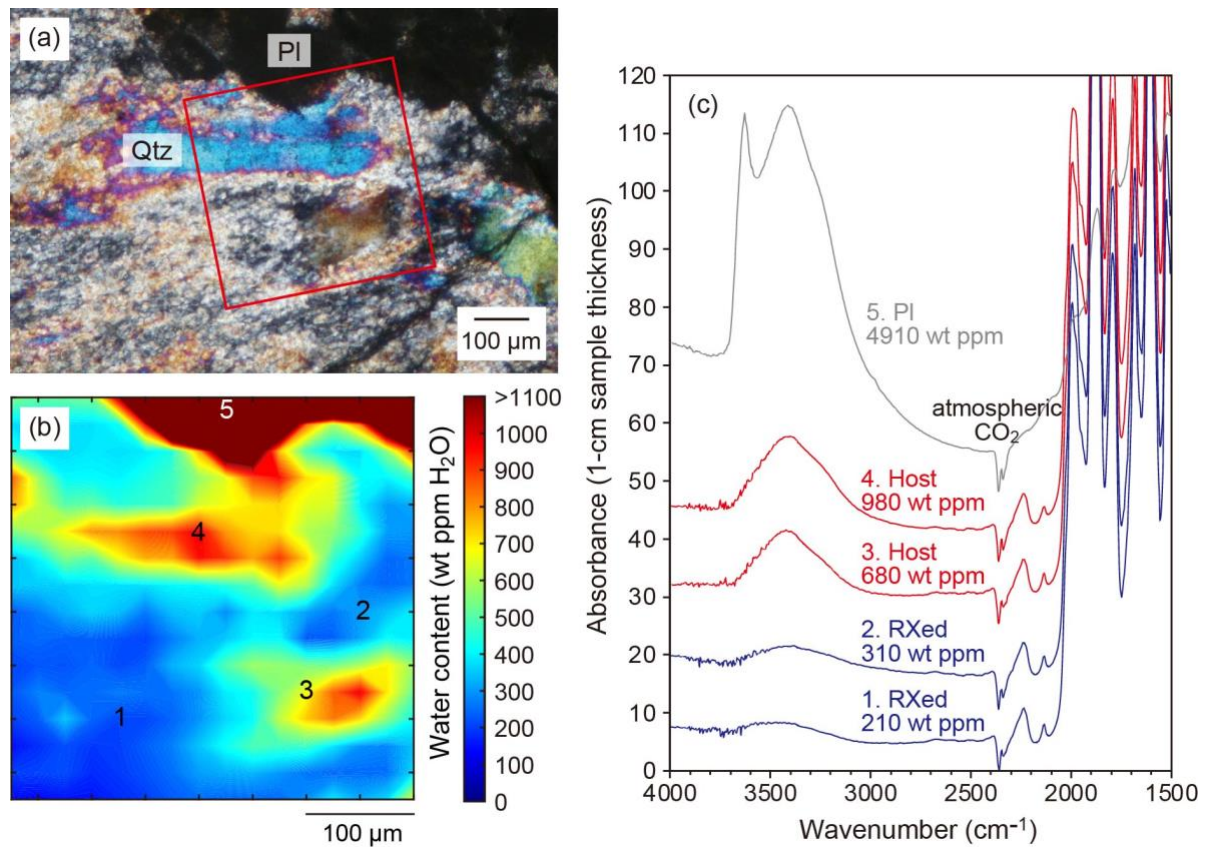 (a)
Pl
Qtz
100 µm
(b)
5
4
2
3
1
100 µm
Water content (wt ppm H2O)
>1100
1000
900
800
700
600
500
400
300
200
100
0
(c)
Absorbance (1-cm sample thickness)
120
110
100
90
80
70
60
50
40
30
20
10
0
5. Pl
4910 wt ppm
atmospheric
CO2
4. Host
980 wt ppm
3. Host
680 wt ppm
2. RXed
310 wt ppm
1. RXed
210 wt ppm
4000 3500 3000 2500 2000 1500
Wavenumber (cm-1)